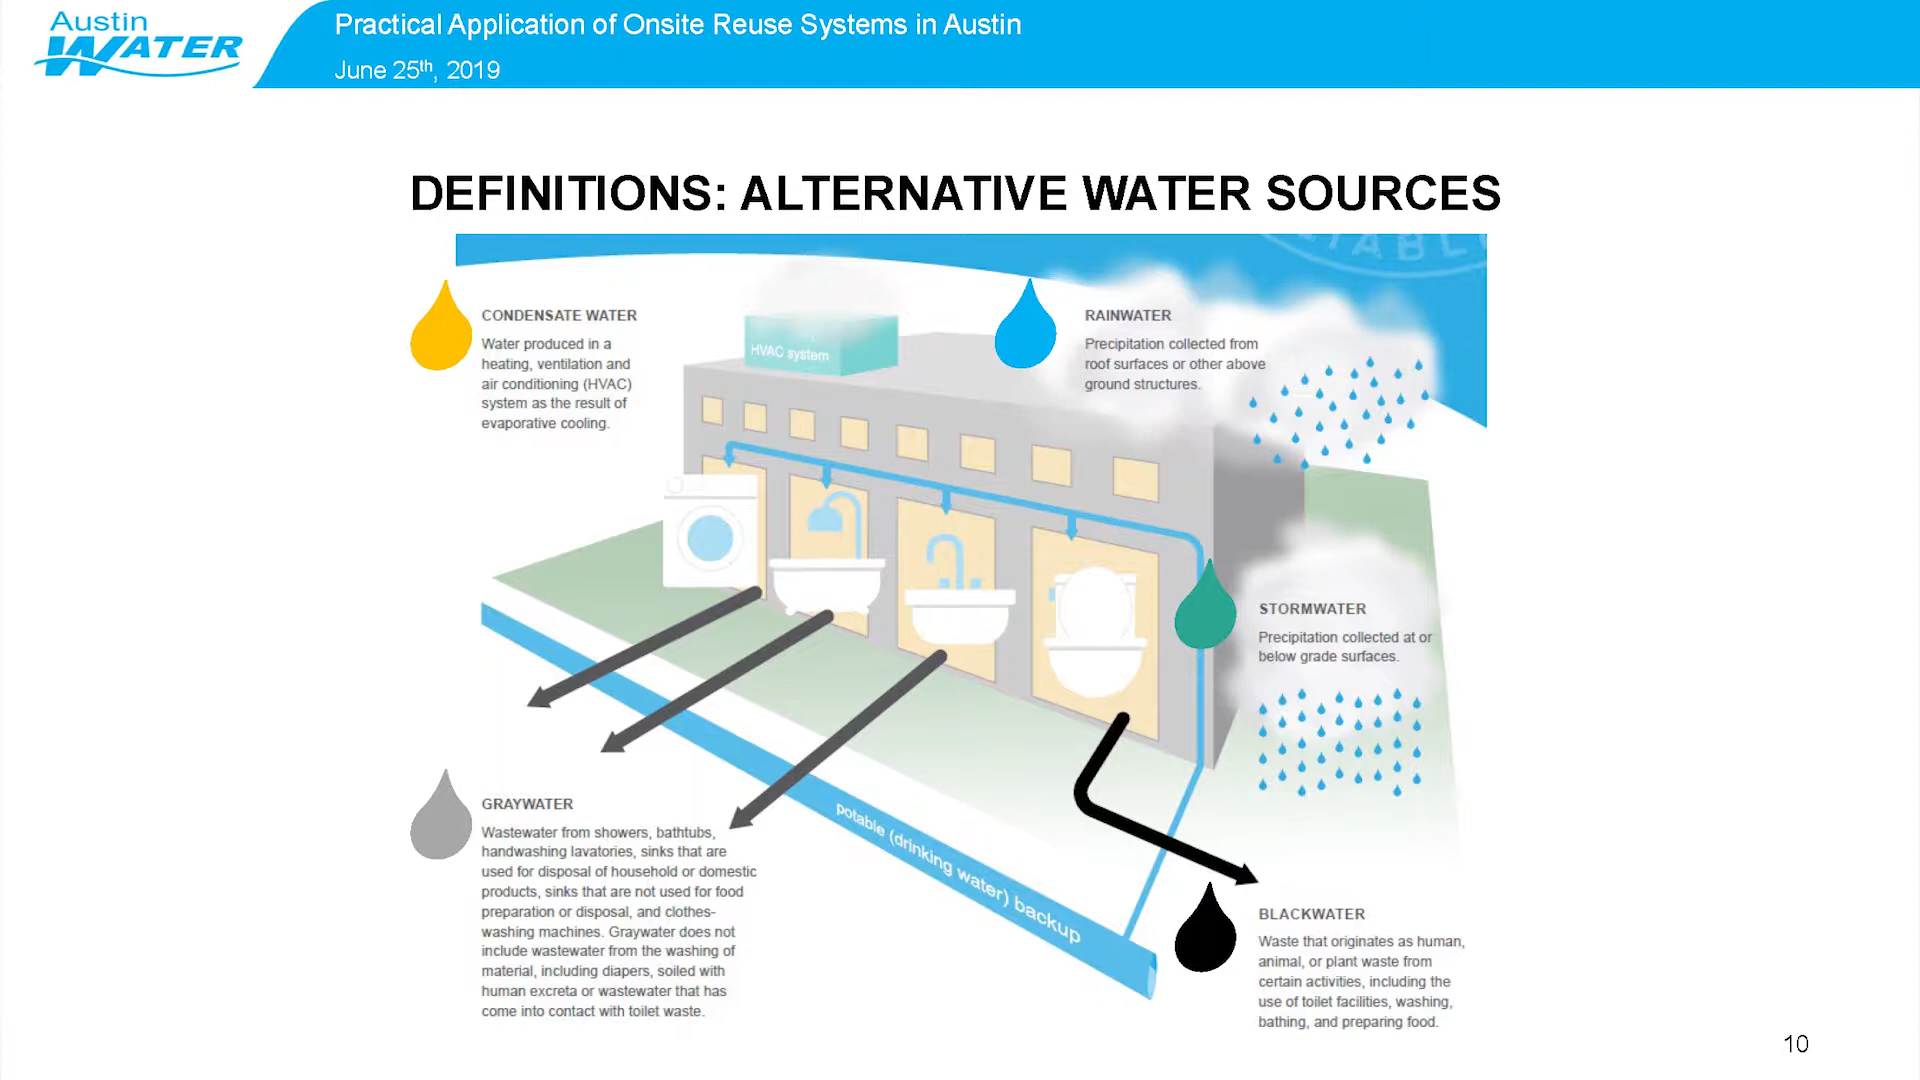 Austin
WATER
Practical Application of Onsite Reuse Systems in Austin
June 25th, 2019
DEFINITIONS: ALTERNATIVE WATER SOURCES
CONDENSATE WATER
Water produced in a
heating, ventilation and
air conditioning (HVAC)
system as the result of
evaporative cooling.
HVAC system
RAINWATER
Precipitation collected from
roof surfaces or other above
ground structures.
STORMWATER
Precipitation collected at or
below grade surfaces.
GRAYWATER
Wastewater from showers, bathtubs,
handwashing lavatories, sinks that are
used for disposal of household or domestic
products, sinks that are not used for food
preparation or disposal, and clothes-
washing machines. Graywater does not
include wastewater from the washing of
material, including diapers, soiled with
human excreta or wastewater that has
come into contact with toilet waste.
potable (drinking water) backup
BLACKWATER
Waste that originates as human,
animal, or plant waste from
certain activities, including the
use of toilet facilities, washing,
bathing, and preparing food.
10